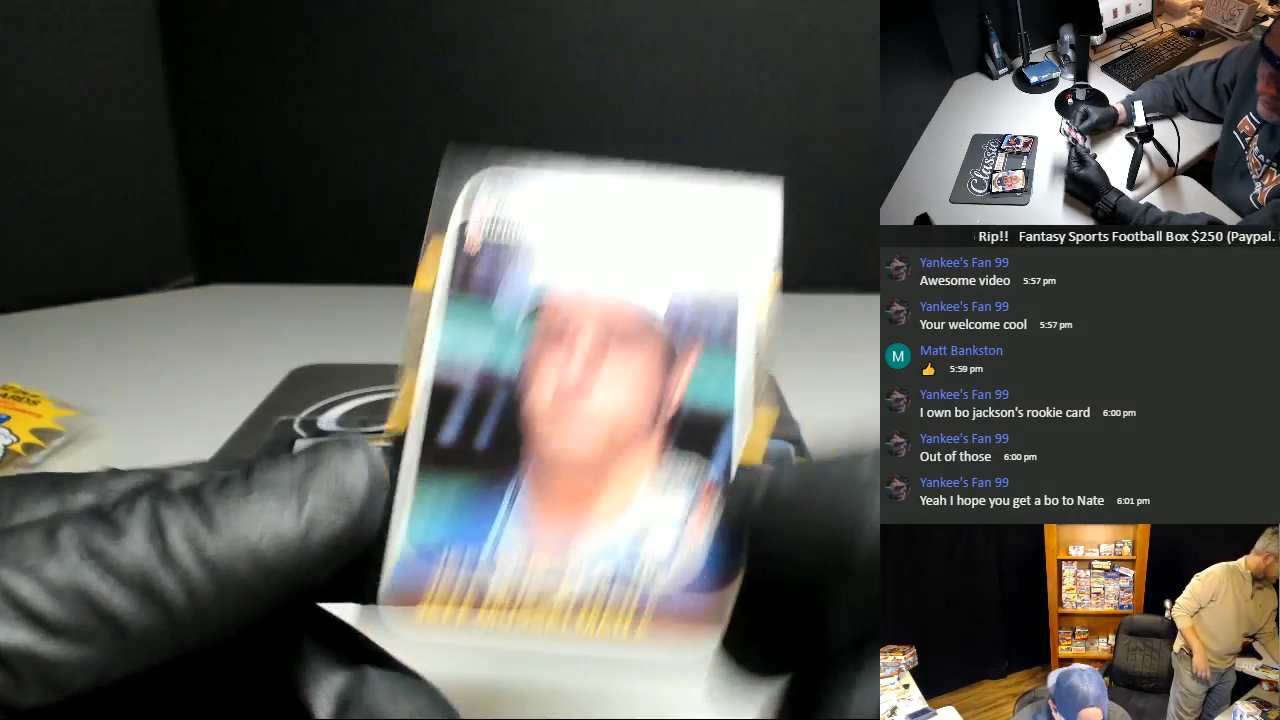 Classic
Rip!!   Fantasy Sports Football Box $250 (Paypal.
Yankee's Fan 99
Awesome video 5:57 pm
Yankee's Fan 99
Your welcome cool 5:57 pm
M Matt Bankston
👍 5:59 pm
Yankee's Fan 99
I own bo jackson's rookie card 6:00 pm
Yankee's Fan 99
Out of those 6:00 pm
Yankee's Fan 99
Yeah I hope you get a bo to Nate 6:01 pm